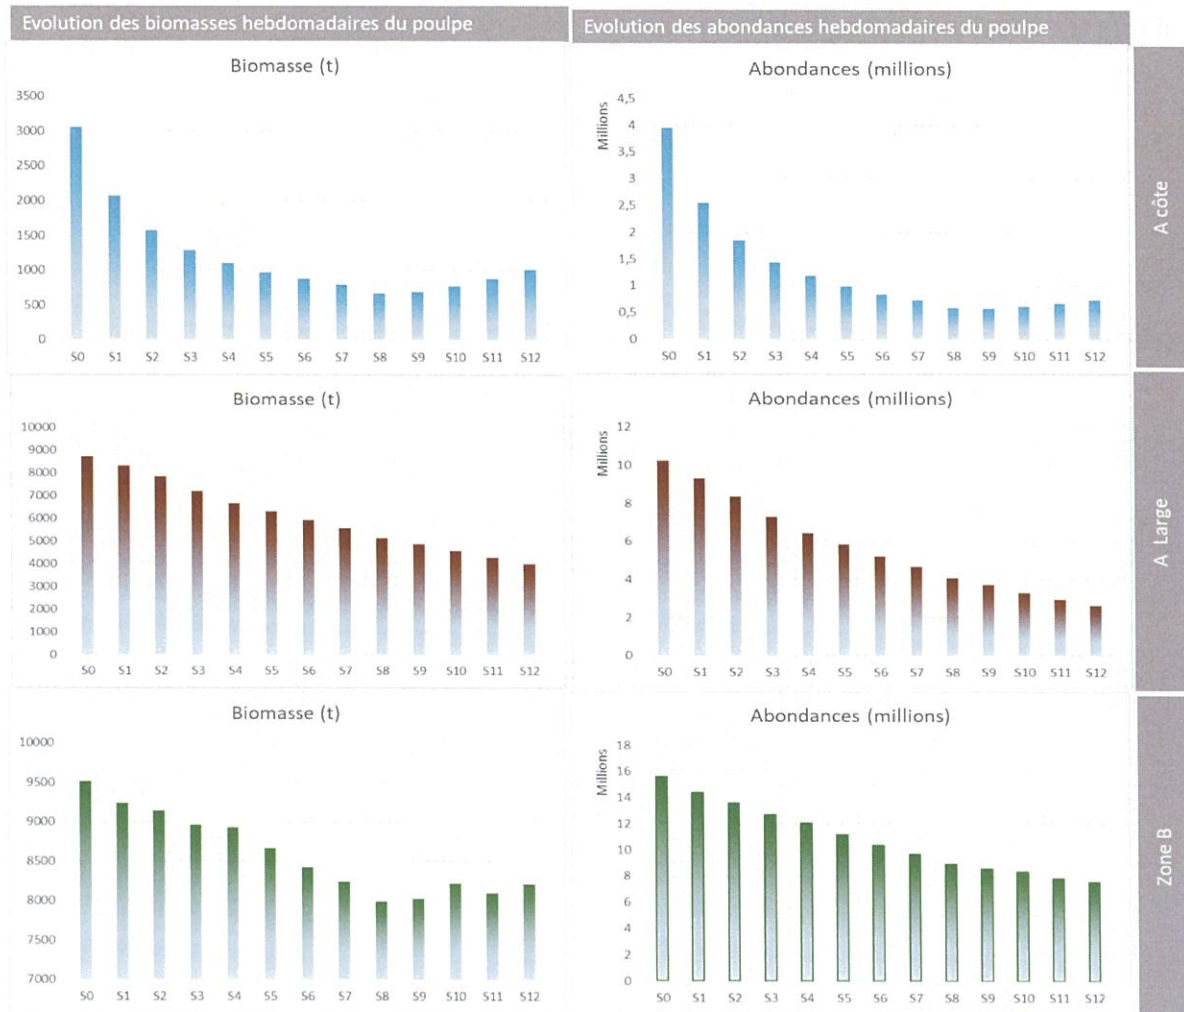 Evolution des biomasses hebdomadaires du poulpe
Evolution des abondances hebdomadaires du poulpe
Biomasse (t)
3500
3000
2500
2000
1500
1000
500
0
S0 S1 S2 S3 S4 S5 S6 S7 S8 S9 S10 S11 S12
Abondances (millions)
Millions
4,5
4
3,5
3
2,5
2
1,5
1
0,5
0
S0 S1 S2 S3 S4 S5 S6 S7 S8 S9 S10 S11 S12
A côte
Biomasse (t)
10000
9000
8000
7000
6000
5000
4000
3000
2000
1000
0
S0 S1 S2 S3 S4 S5 S6 S7 S8 S9 S10 S11 S12
Abondances (millions)
Millions
12
10
8
6
4
2
0
S0 S1 S2 S3 S4 S5 S6 S7 S8 S9 S10 S11 S12
A Large
Biomasse (t)
10000
9500
9000
8500
8000
7500
7000
S0 S1 S2 S3 S4 S5 S6 S7 S8 S9 S10 S11 S12
Abondances (millions)
Millions
18
16
14
12
10
8
6
4
2
0
S0 S1 S2 S3 S4 S5 S6 S7 S8 S9 S10 S11 S12
Zone B